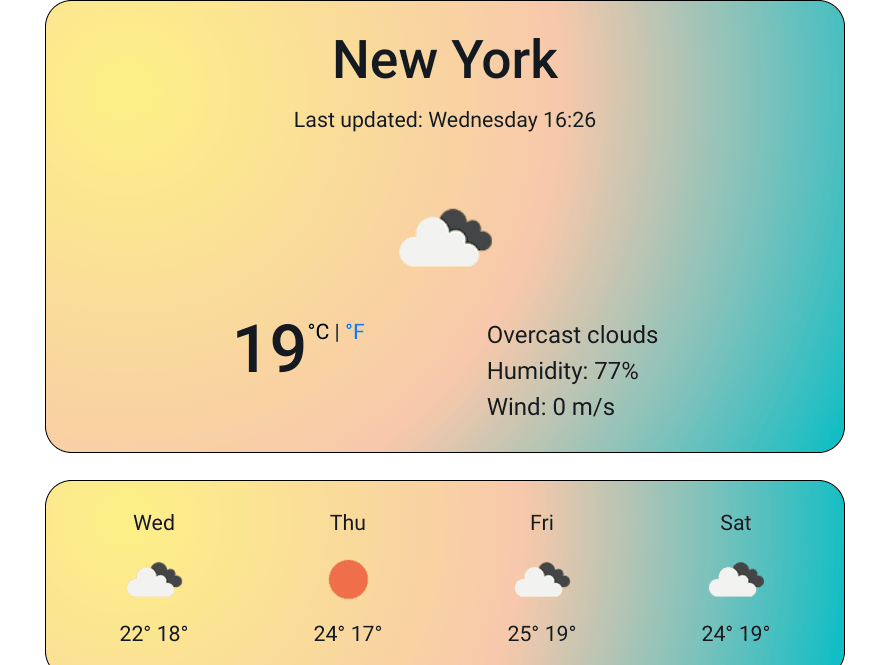 New York
Last updated: Wednesday 16:26
19 °C | °F
Overcast clouds
Humidity: 77%
Wind: 0 m/s
Wed Thu Fri Sat
22° 18° 24° 17° 25° 19° 24° 19°